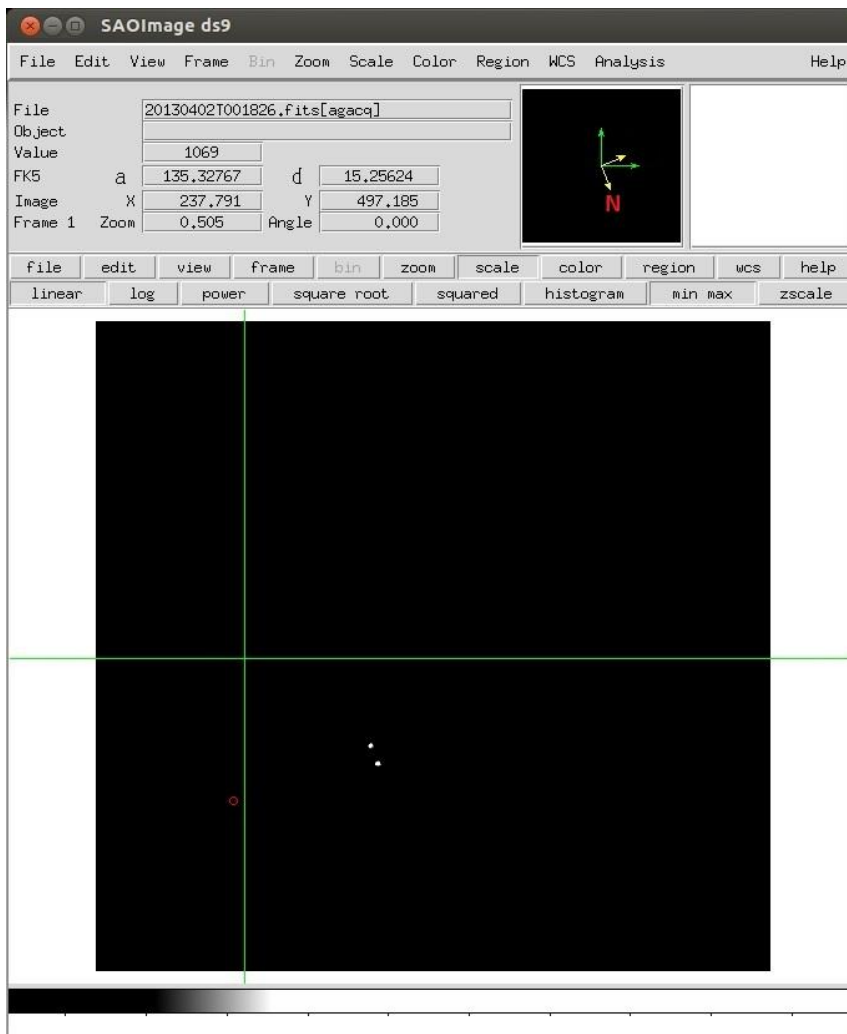 SAOImage ds9
File Edit View Frame Bin Zoom Scale Color Region WCS Analysis Help
File 20130402T001826.fits[agacq]
Object
Value 1069
FK5 a 135.32767 d 15.25624
Image X 237.791 Y 497.185
Frame 1 Zoom 0.505 Angle 0.000
N
file edit view frame bin zoom scale color region wcs help
linear log power square root squared histogram min max zscale